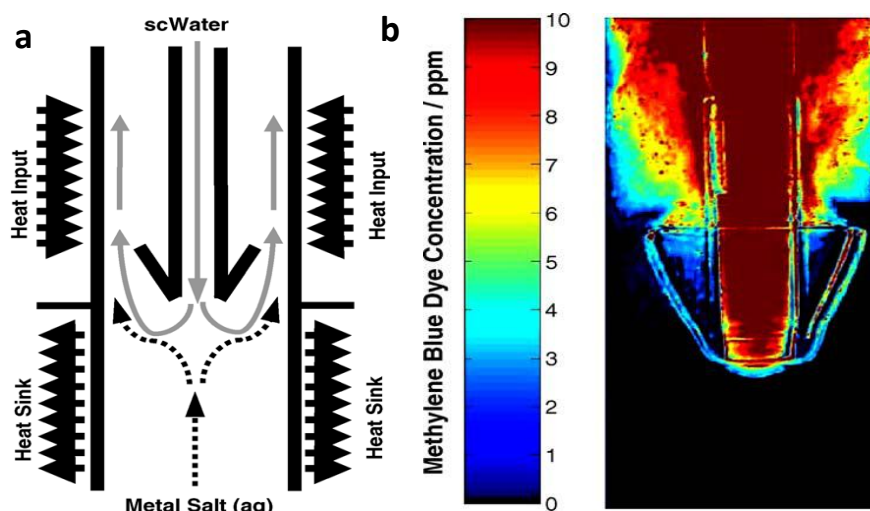 a
scWater
Heat Input
Heat Input
Heat Sink
Heat Sink
Metal Salt (aq)
b
Methylene Blue Dye Concentration / ppm
10
9
8
7
6
5
4
3
2
1
0